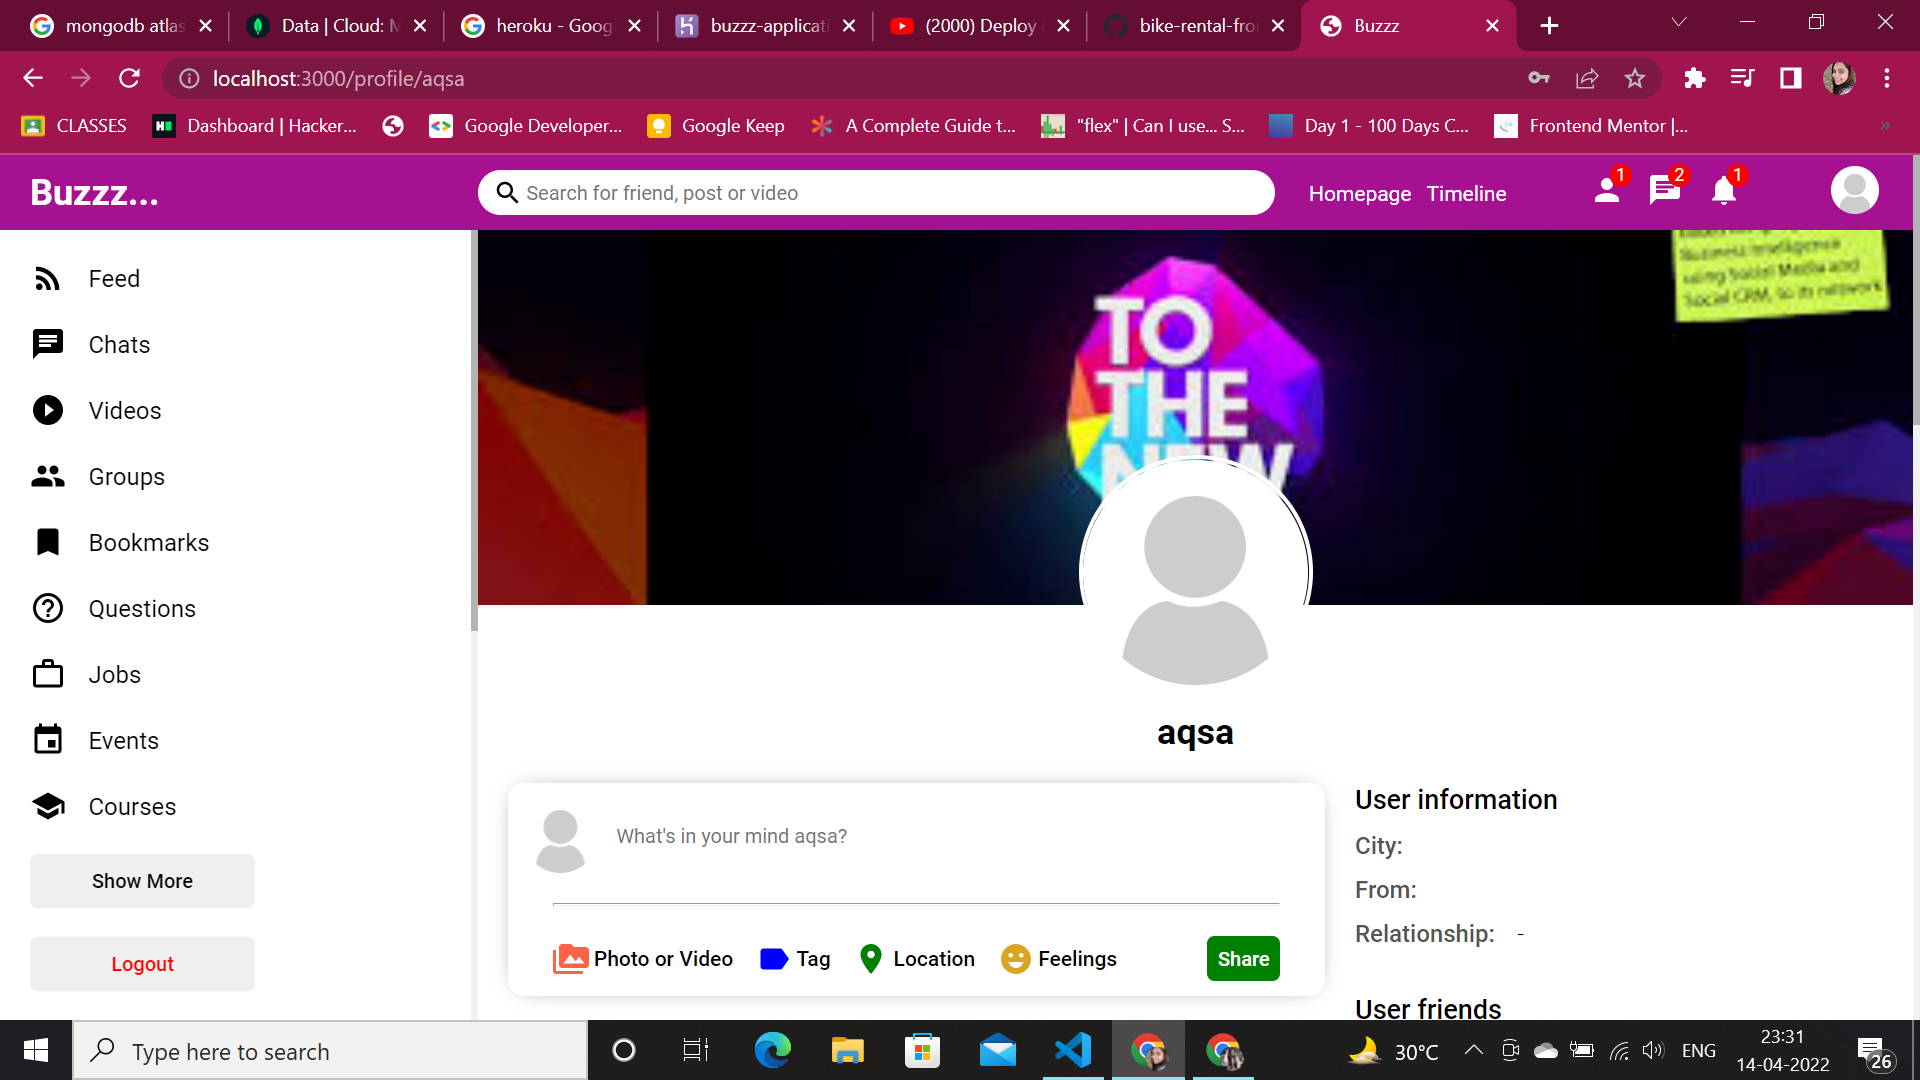 mongodb atlas
Data | Cloud: M
heroku - Goog
buzzz-applicati
(2000) Deploy a
bike-rental-fro
Buzzz
localhost:3000/profile/aqsa
CLASSES
Dashboard | Hacker...
Google Developer...
Google Keep
A Complete Guide t...
"flex" | Can I use... S...
Day 1 - 100 Days C...
Frontend Mentor |...
»
Buzzz...
Search for friend, post or video
Homepage
Timeline
1
2
1
Feed
Chats
Videos
Groups
Bookmarks
Questions
Jobs
Events
Courses
Show More
Logout
Business Intelligence
using Social Media and
Social CRM, to its network
TO
THE
NEW
aqsa
What's in your mind aqsa?
Photo or Video
Tag
Location
Feelings
Share
User information
City:
From:
Relationship: -
User friends
Type here to search
30°C
ENG
23:31
14-04-2022
26